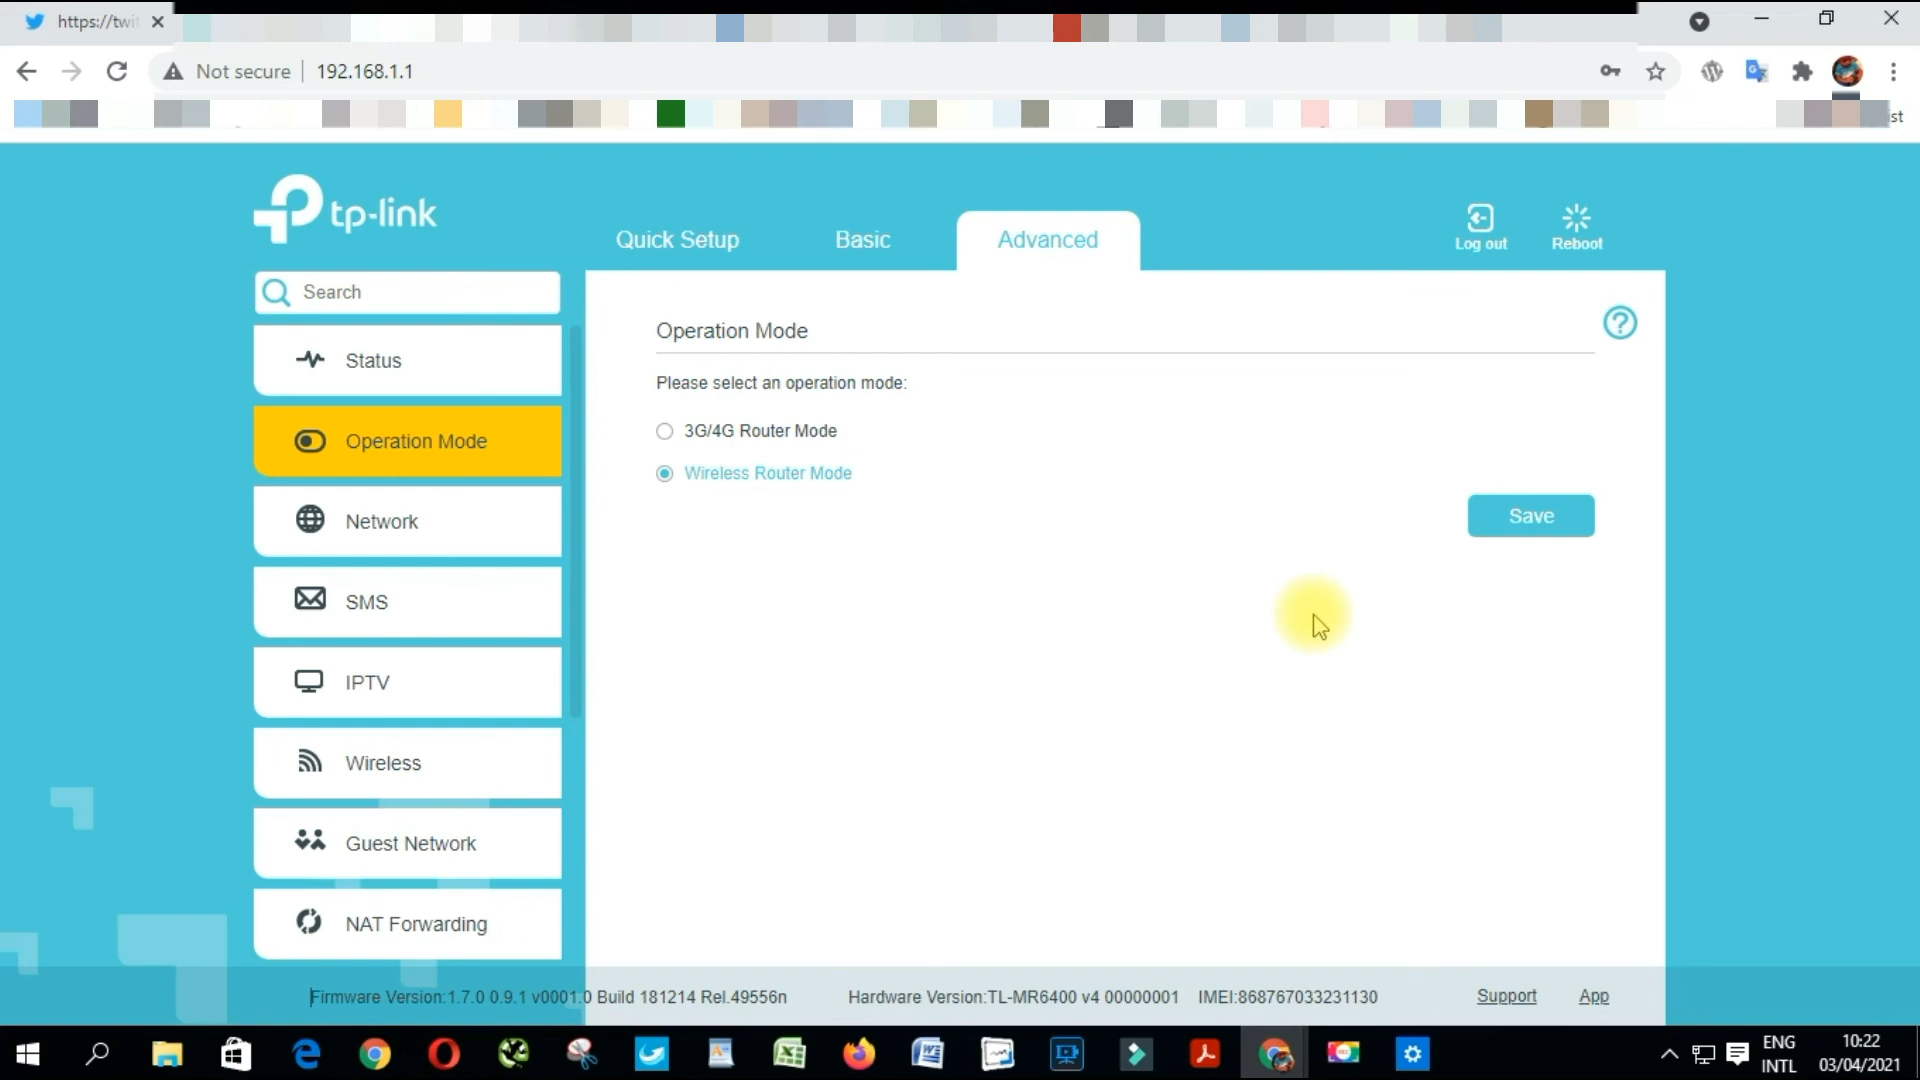 https://twi
Not secure
192.168.1.1
ist
tp-link
Quick Setup
Basic
Advanced
Log out
Reboot
Search
Status
Operation Mode
Network
SMS
IPTV
Wireless
Guest Network
NAT Forwarding
Operation Mode
Please select an operation mode:
3G/4G Router Mode
Wireless Router Mode
Save
Firmware Version:1.7.0 0.9.1 v0001.0 Build 181214 Rel.49556n
Hardware Version:TL-MR6400 v4 00000001
IMEI:868767033231130
Support
App
ENG
INTL
10:22
03/04/2021